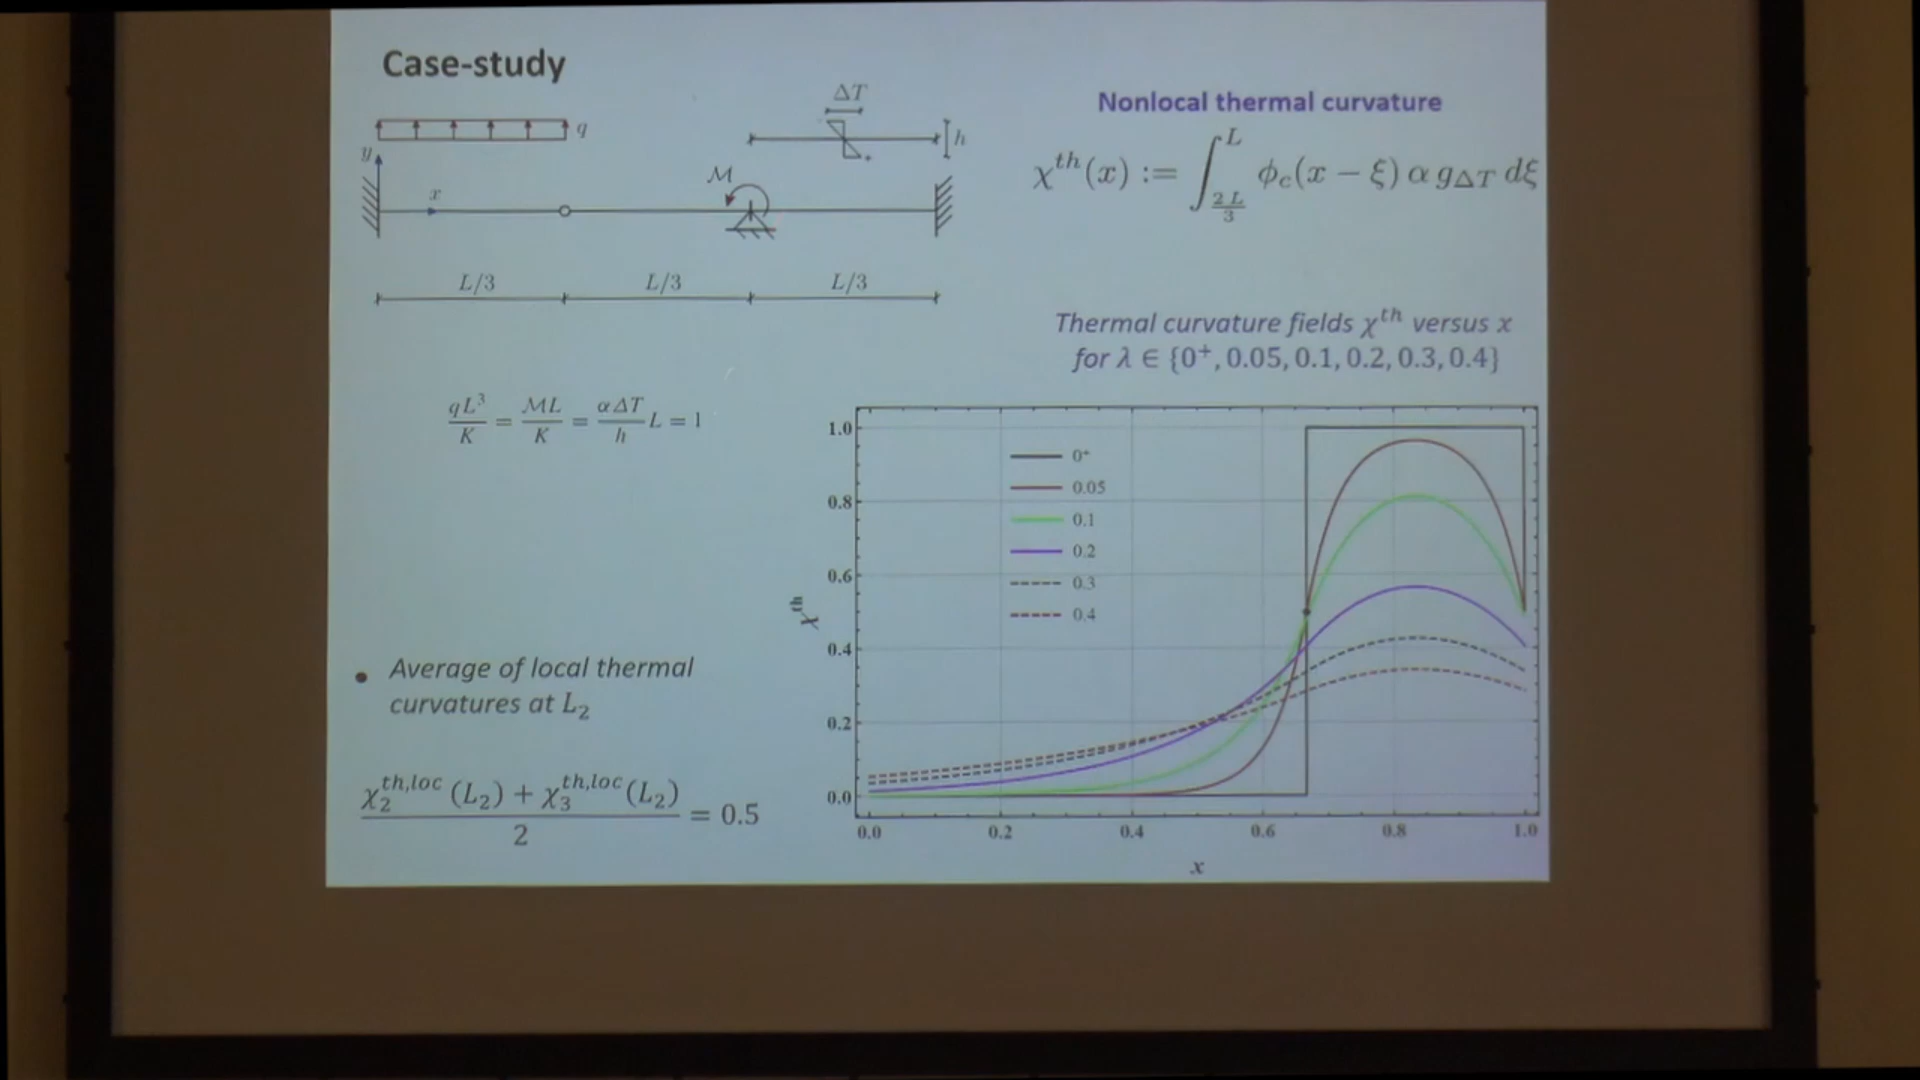 Case-study
ΔT
q
h
y
x
ℳ
L/3 L/3 L/3
Nonlocal thermal curvature
χ^{th}(x) := ∫_{2L/3}^{L} ϕ_c(x − ξ) α g_{ΔT} dξ
Thermal curvature fields χ^{th} versus x
for λ ∈ {0⁺, 0.05, 0.1, 0.2, 0.3, 0.4}
qL³/K = ℳL/K = αΔT/h L = 1
Average of local thermal
curvatures at L₂
(χ₂^{th,loc}(L₂) + χ₃^{th,loc}(L₂))/2 = 0.5
1.0
0.8
0.6
0.4
0.2
0.0
χ^{th}
0⁺
0.05
0.1
0.2
0.3
0.4
0.0 0.2 0.4 0.6 0.8 1.0
x